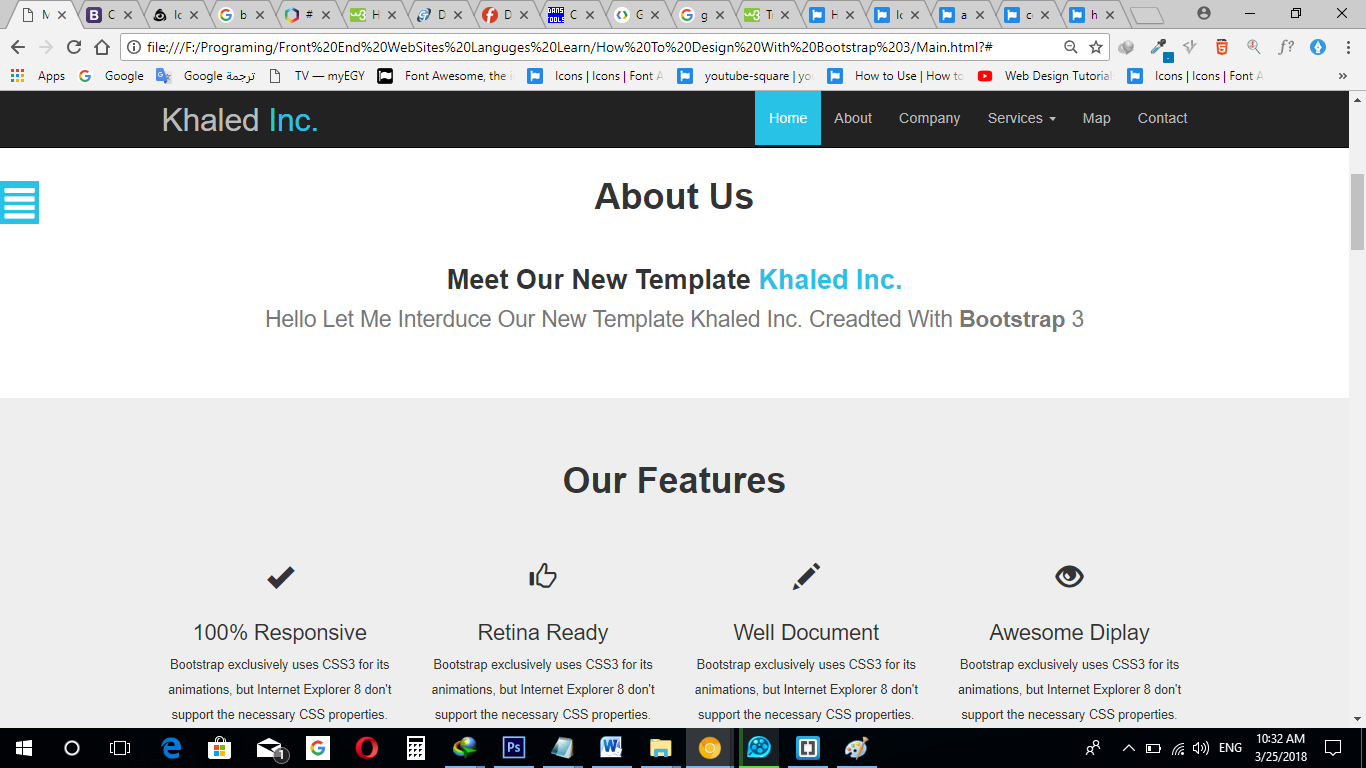 M
C
Ic
b
#
H
D
D
C
G
g
T
H
Ic
a
c
h
file:///F:/Programing/Front%20End%20WebSites%20Languges%20Learn/How%20To%20Design%20With%20Bootstrap%203/Main.html?#
Apps Google ترجمة Google TV — myEGY Font Awesome, the i Icons | Icons | Font A youtube-square | yo How to Use | How to Web Design Tutorial Icons | Icons | Font A »
Khaled Inc. Home About Company Services Map Contact
About Us
Meet Our New Template Khaled Inc.
Hello Let Me Interduce Our New Template Khaled Inc. Creadted With Bootstrap 3
Our Features
100% Responsive
Bootstrap exclusively uses CSS3 for its
animations, but Internet Explorer 8 don't
support the necessary CSS properties.
Retina Ready
Bootstrap exclusively uses CSS3 for its
animations, but Internet Explorer 8 don't
support the necessary CSS properties.
Well Document
Bootstrap exclusively uses CSS3 for its
animations, but Internet Explorer 8 don't
support the necessary CSS properties.
Awesome Diplay
Bootstrap exclusively uses CSS3 for its
animations, but Internet Explorer 8 don't
support the necessary CSS properties.
1
Ps
ENG
10:32 AM
3/25/2018